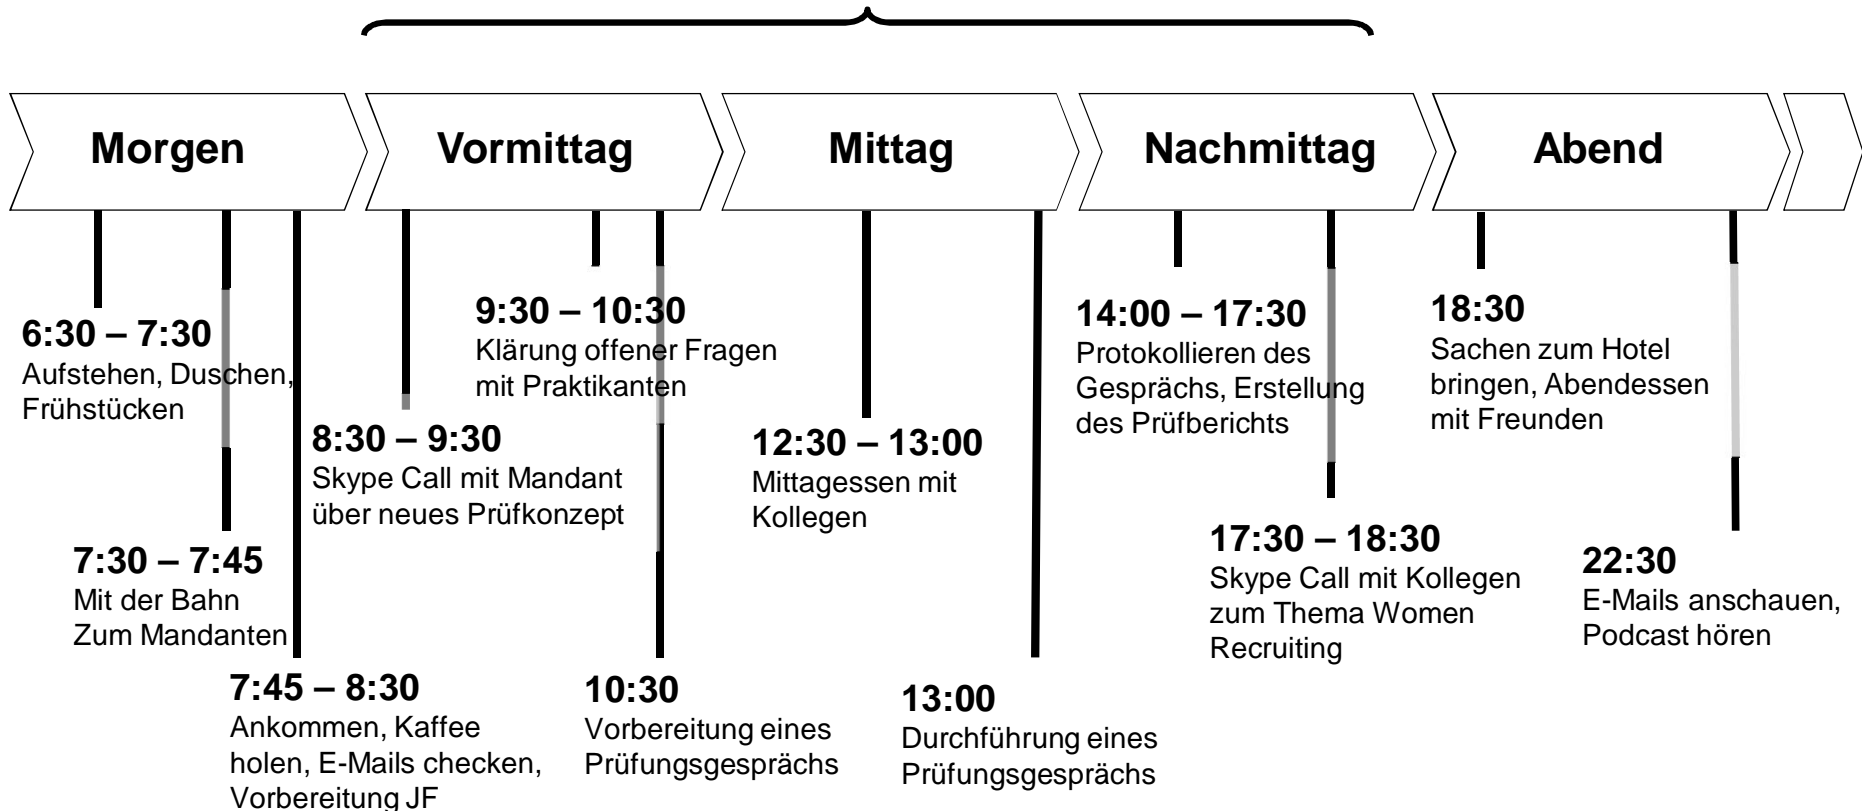 Morgen
Vormittag
Mittag
Nachmittag
Abend
6:30 – 7:30
Aufstehen, Duschen,
Frühstücken
7:30 – 7:45
Mit der Bahn
Zum Mandanten
7:45 – 8:30
Ankommen, Kaffee
holen, E-Mails checken,
Vorbereitung JF
8:30 – 9:30
Skype Call mit Mandant
über neues Prüfkonzept
9:30 – 10:30
Klärung offener Fragen
mit Praktikanten
10:30
Vorbereitung eines
Prüfungsgesprächs
12:30 – 13:00
Mittagessen mit
Kollegen
13:00
Durchführung eines
Prüfungsgesprächs
14:00 – 17:30
Protokollieren des
Gesprächs, Erstellung
des Prüfberichts
17:30 – 18:30
Skype Call mit Kollegen
zum Thema Women
Recruiting
18:30
Sachen zum Hotel
bringen, Abendessen
mit Freunden
22:30
E-Mails anschauen,
Podcast hören